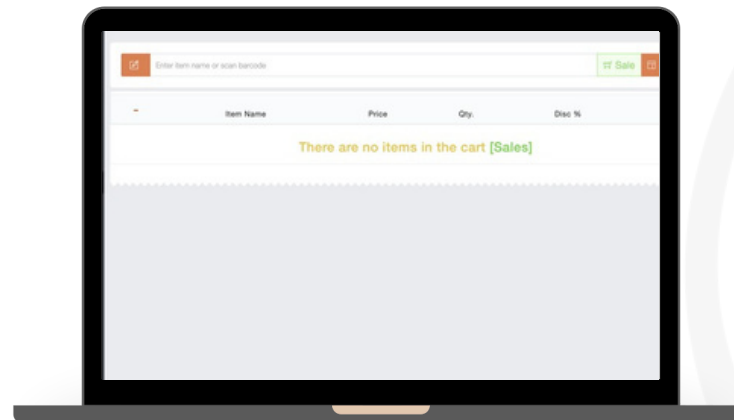 Enter item name or scan barcode
Sale
Item Name Price Qty. Disc %
There are no items in the cart [Sales]